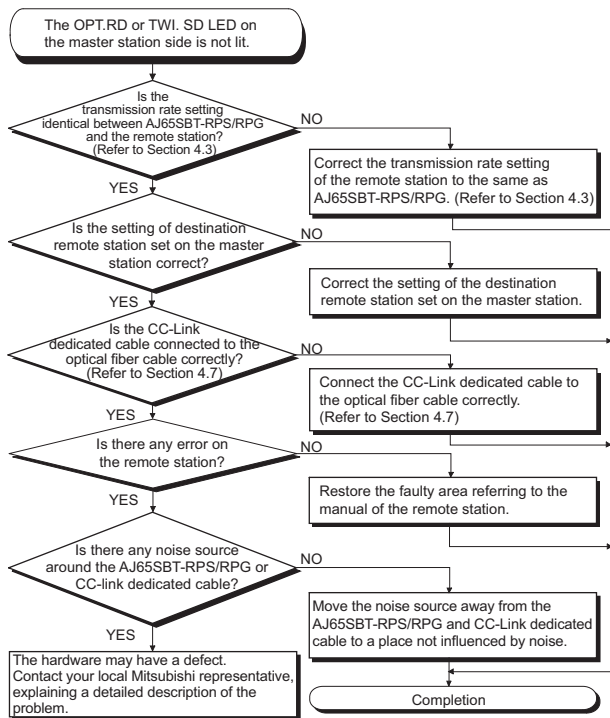 The OPT.RD or TWI. SD LED on
the master station side is not lit.
Is the
transmission rate setting
identical between AJ65SBT-RPS/RPG
and the remote station?
(Refer to Section 4.3)
NO
Correct the transmission rate setting
of the remote station to the same as
AJ65SBT-RPS/RPG. (Refer to Section 4.3)
YES
Is the setting of destination
remote station set on the master
station correct?
NO
Correct the setting of the destination
remote station set on the master station.
YES
Is the CC-Link
dedicated cable connected to the
optical fiber cable correctly?
(Refer to Section 4.7)
NO
Connect the CC-Link dedicated cable to
the optical fiber cable correctly.
(Refer to Section 4.7)
YES
Is there any error on
the remote station?
NO
Restore the faulty area referring to the
manual of the remote station.
YES
Is there any noise source
around the AJ65SBT-RPS/RPG or
CC-link dedicated cable?
NO
Move the noise source away from the
AJ65SBT-RPS/RPG and CC-Link dedicated
cable to a place not influenced by noise.
YES
The hardware may have a defect.
Contact your local Mitsubishi representative,
explaining a detailed description of the
problem.
Completion